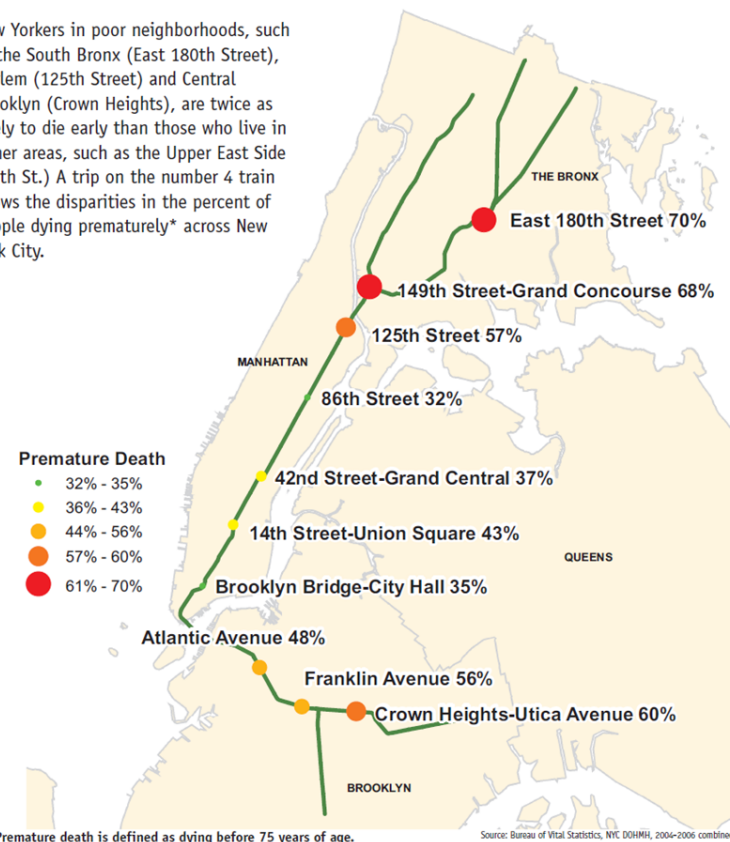 w Yorkers in poor neighborhoods, such
the South Bronx (East 180th Street),
lem (125th Street) and Central
oklyn (Crown Heights), are twice as
ely to die early than those who live in
er areas, such as the Upper East Side
th St.) A trip on the number 4 train
ws the disparities in the percent of
ple dying prematurely* across New
k City.
THE BRONX
East 180th Street 70%
149th Street-Grand Concourse 68%
125th Street 57%
MANHATTAN
86th Street 32%
Premature Death
32% - 35%
36% - 43%
44% - 56%
57% - 60%
61% - 70%
42nd Street-Grand Central 37%
14th Street-Union Square 43%
QUEENS
Brooklyn Bridge-City Hall 35%
Atlantic Avenue 48%
Franklin Avenue 56%
Crown Heights-Utica Avenue 60%
BROOKLYN
Premature death is defined as dying before 75 years of age.
Source: Bureau of Vital Statistics, NYC DOHMH, 2004-2006 combine